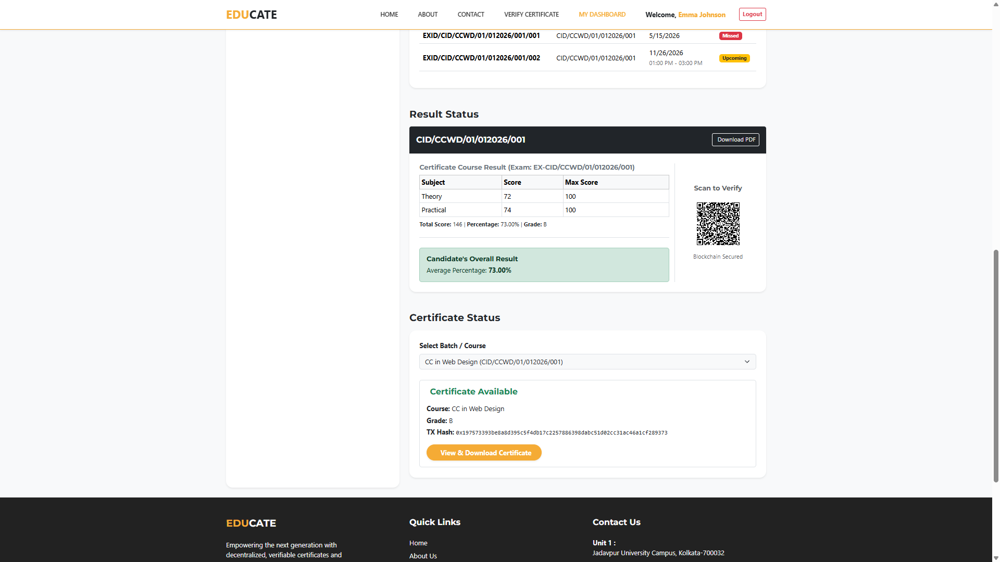 EDUCATE
HOME ABOUT CONTACT VERIFY CERTIFICATE MY DASHBOARD Welcome, Emma Johnson Logout
EXID/CID/CCWD/01/012026/001/001 CID/CCWD/01/012026/001 5/15/2026 Missed
EXID/CID/CCWD/01/012026/001/002 CID/CCWD/01/012026/001 11/26/2026 Upcoming
01:00 PM - 03:00 PM
Result Status
CID/CCWD/01/012026/001 Download PDF
Certificate Course Result (Exam: EX-CID/CCWD/01/012026/001)
Subject Score Max Score
Theory 72 100
Practical 74 100
Total Score: 146 | Percentage: 73.00% | Grade: B
Candidate's Overall Result
Average Percentage: 73.00%
Scan to Verify
Blockchain Secured
Certificate Status
Select Batch / Course
CC in Web Design (CID/CCWD/01/012026/001)
Certificate Available
Course: CC in Web Design
Grade: B
TX Hash: 0x197573393be8a8d395c5f4db17c2257886398dabc51d02cc31ac46a1cf289373
View & Download Certificate
EDUCATE
Empowering the next generation with
decentralized, verifiable certificates and
Quick Links
Home
About Us
Contact Us
Unit 1 :
Jadavpur University Campus, Kolkata-700032